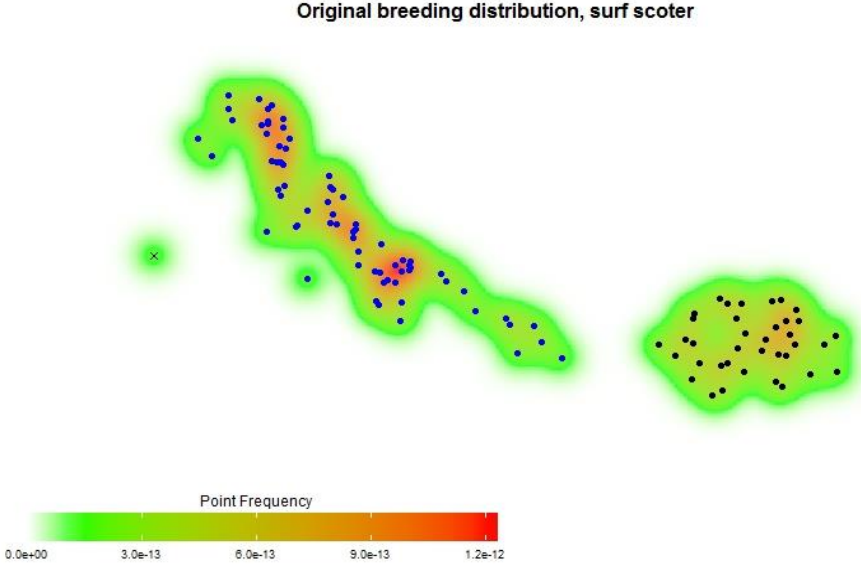 Original breeding distribution, surf scoter
Point Frequency
0.0e+00 3.0e-13 6.0e-13 9.0e-13 1.2e-12